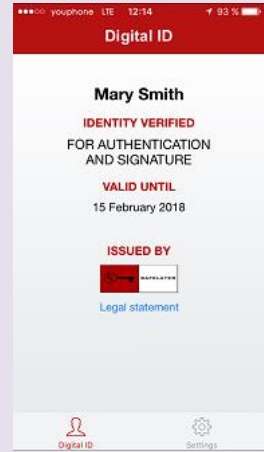 youphone LTE 12:14 93 %
Digital ID
Mary Smith
IDENTITY VERIFIED
FOR AUTHENTICATION
AND SIGNATURE
VALID UNTIL
15 February 2018
ISSUED BY
SAFELAYER
Legal statement
Digital ID Settings